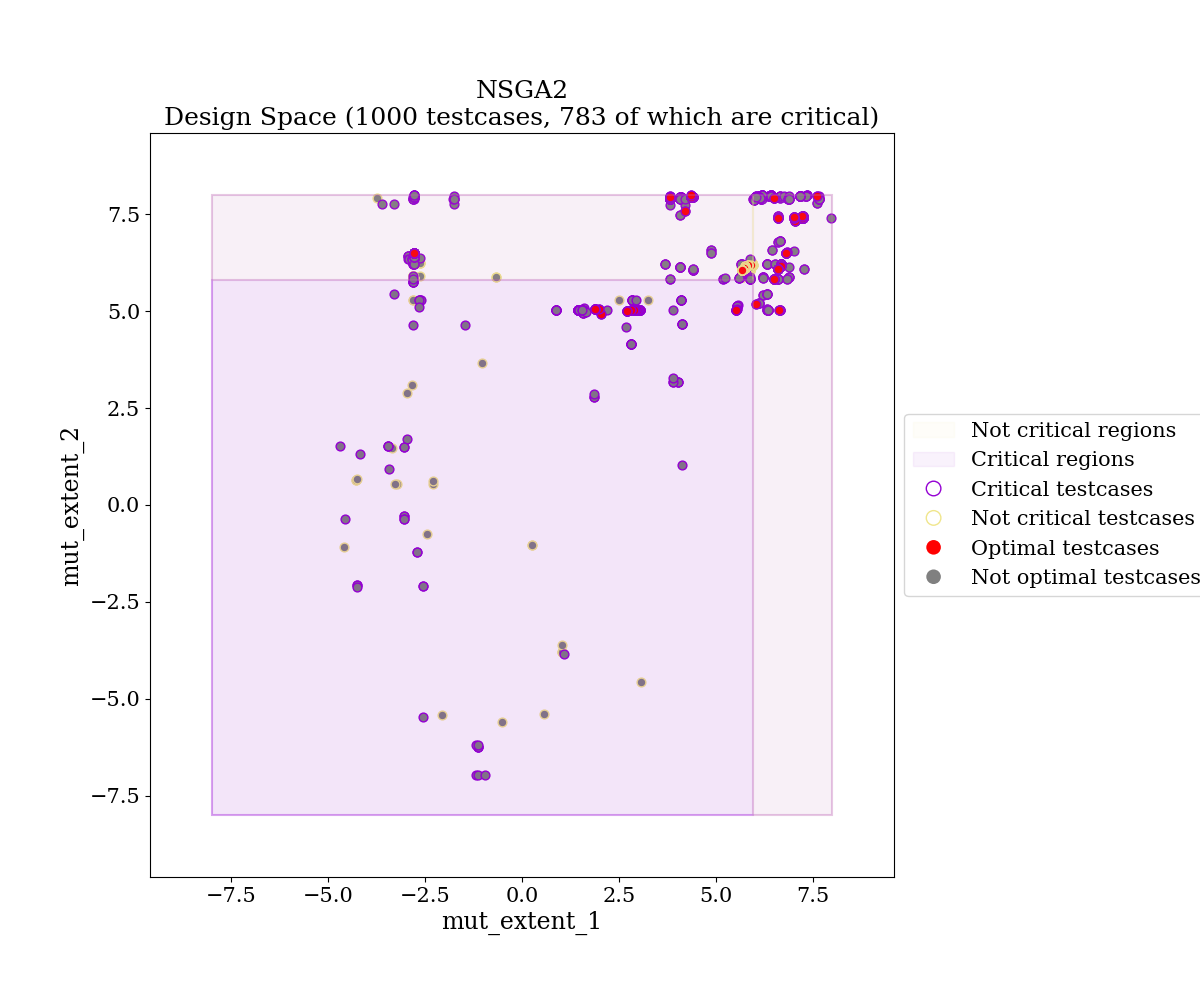 NSGA2
Design Space (1000 testcases, 783 of which are critical)
7.5
5.0
2.5
0.0
−2.5
−5.0
−7.5
mut_extent_2
−7.5
−5.0
−2.5
0.0
2.5
5.0
7.5
mut_extent_1
Not critical regions
Critical regions
Critical testcases
Not critical testcases
Optimal testcases
Not optimal testcases